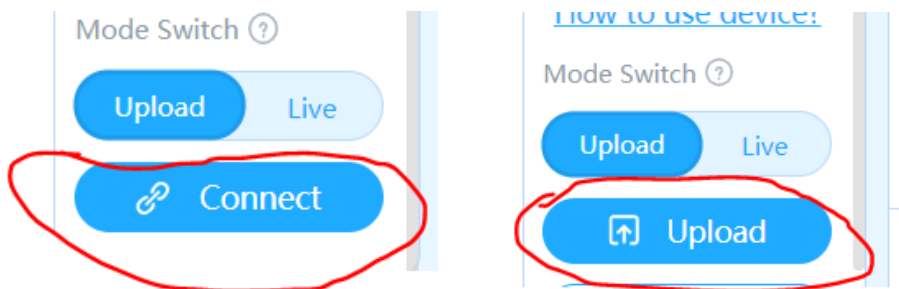 Mode Switch ?
Upload Live
Connect
How to use device?
Mode Switch ?
Upload Live
Upload